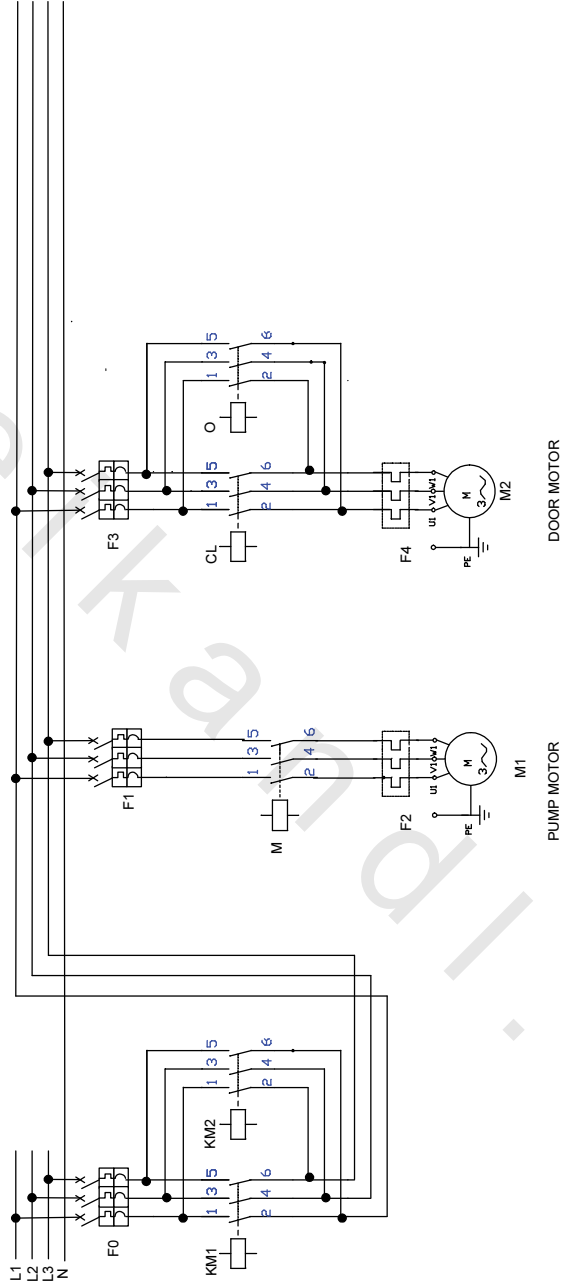 L1
L2
L3
N
F0
KM1
1 3 5
2 4 6
KM2
1 3 5
2 4 6
F1
M
1 3 5
2 4 6
F2
U1 V1 W1
PE
M
3
M1
PUMP MOTOR
F3
CL
1 3 5
2 4 6
O
1 3 5
2 4 6
F4
U1 V1 W1
PE
M
3
M2
DOOR MOTOR
e r k a n d l .